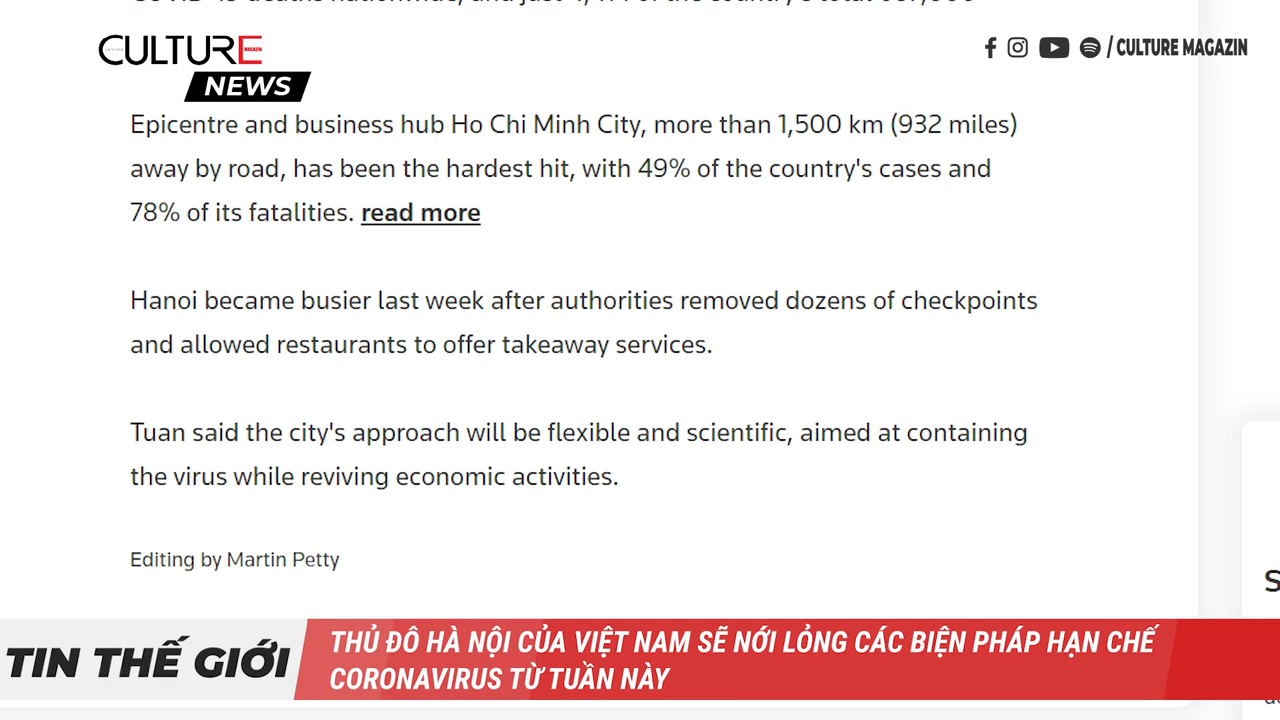 CULTURE MAGAZIN
NEWS
/ CULTURE MAGAZIN
Epicentre and business hub Ho Chi Minh City, more than 1,500 km (932 miles)
away by road, has been the hardest hit, with 49% of the country's cases and
78% of its fatalities. read more
Hanoi became busier last week after authorities removed dozens of checkpoints
and allowed restaurants to offer takeaway services.
Tuan said the city's approach will be flexible and scientific, aimed at containing
the virus while reviving economic activities.
Editing by Martin Petty
S
TIN THẾ GIỚI
THỦ ĐÔ HÀ NỘI CỦA VIỆT NAM SẼ NỚI LỎNG CÁC BIỆN PHÁP HẠN CHẾ
CORONAVIRUS TỪ TUẦN NÀY